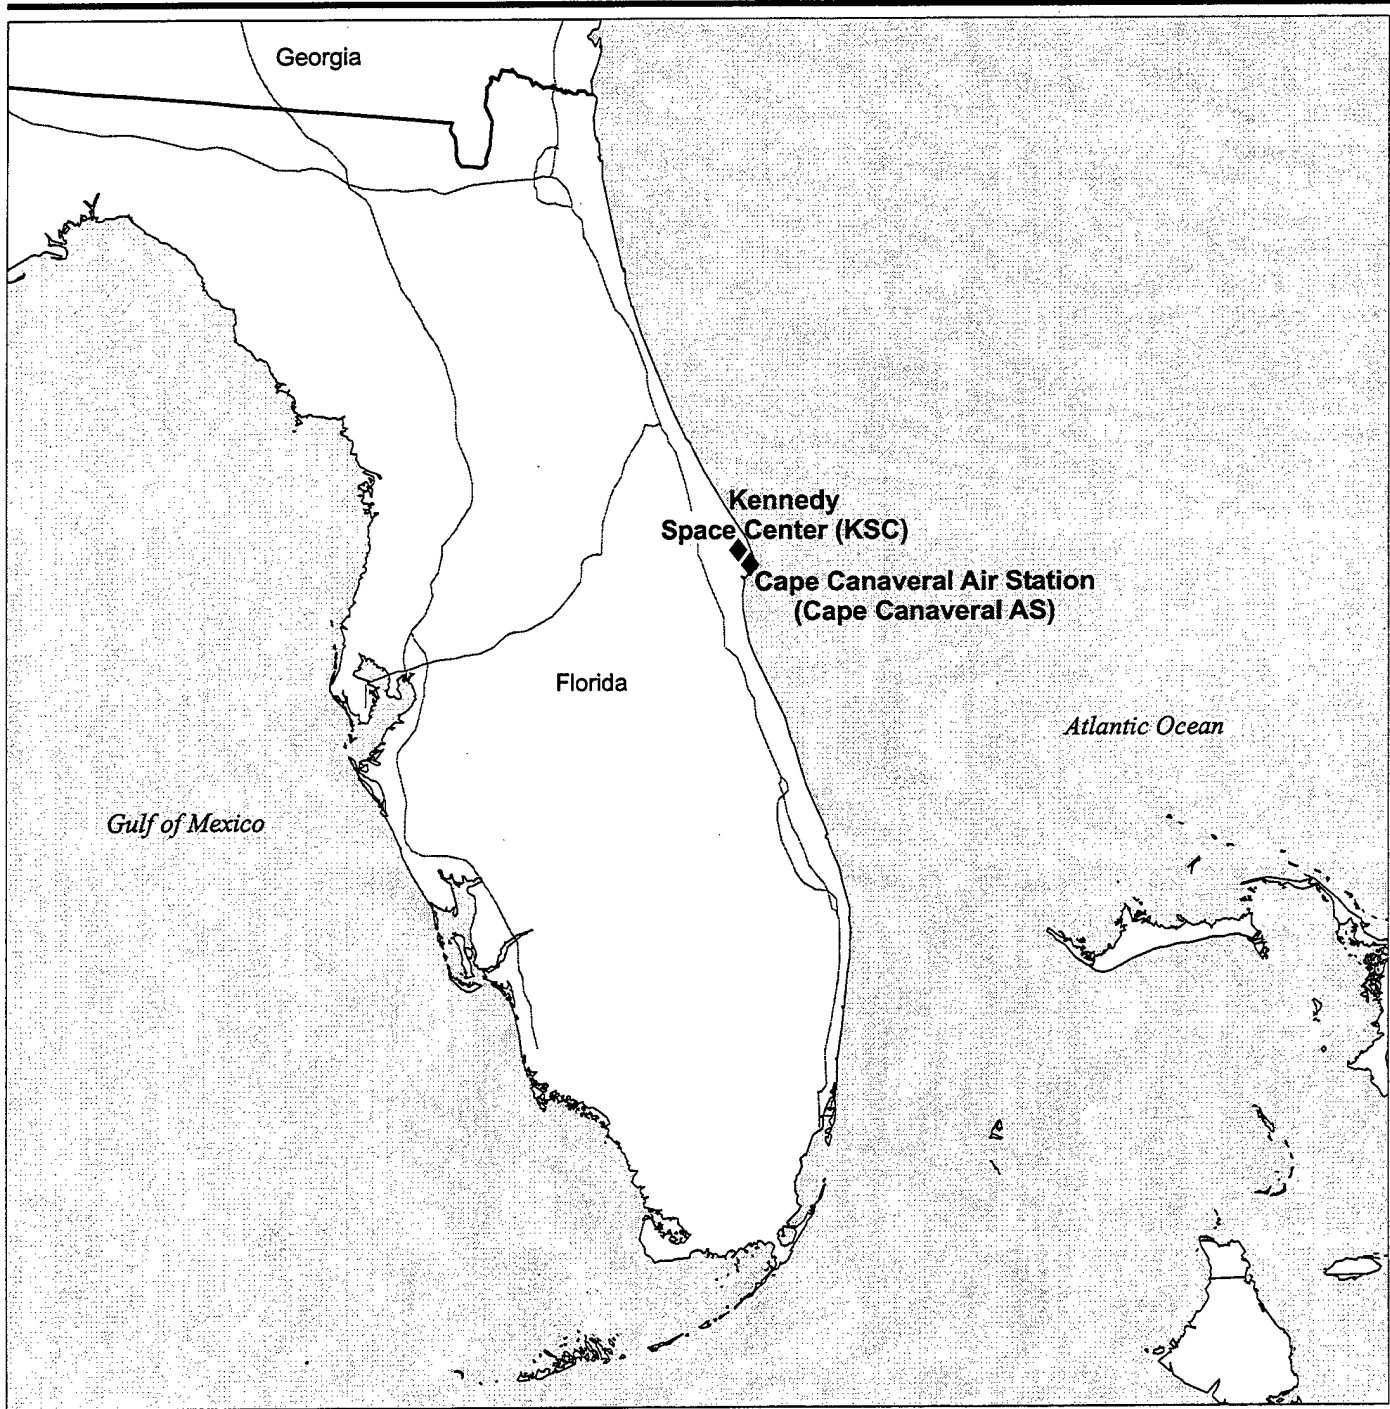 Georgia
Kennedy
Space Center (KSC)
Cape Canaveral Air Station
(Cape Canaveral AS)
Florida
Atlantic Ocean
Gulf of Mexico